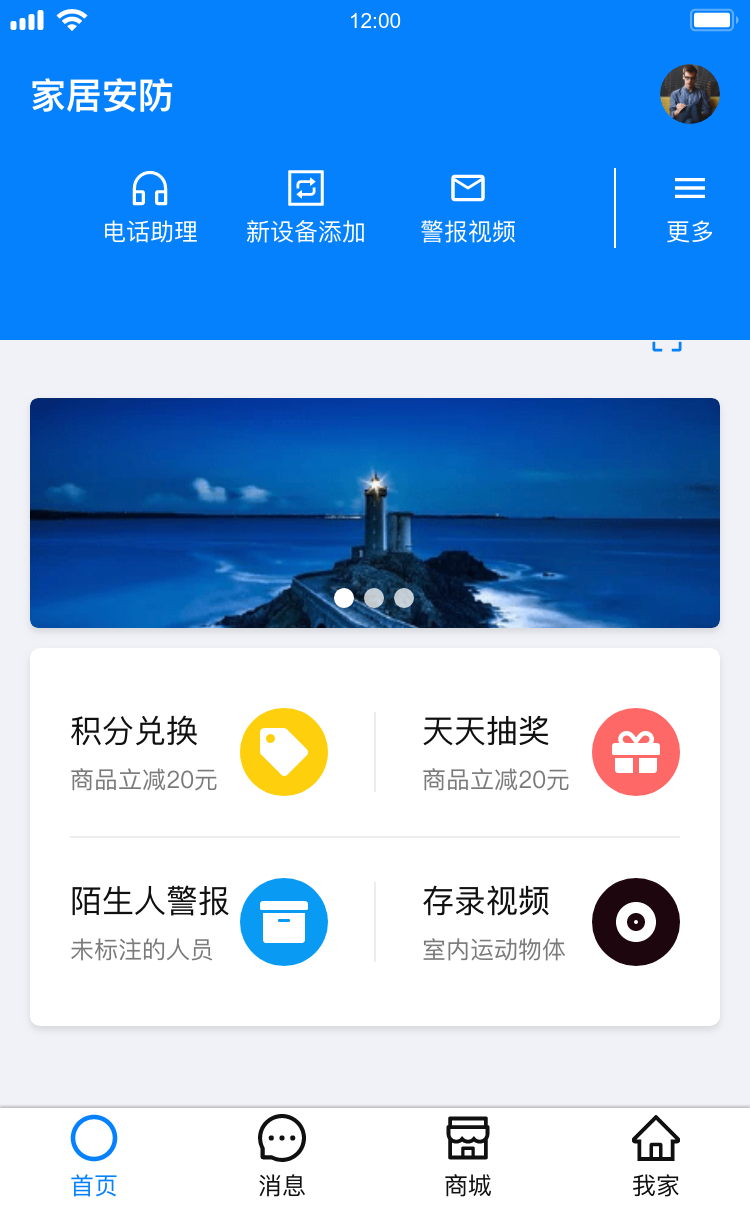 12:00
家居安防
电话助理
新设备添加
警报视频
更多
积分兑换
商品立减20元
天天抽奖
商品立减20元
陌生人警报
未标注的人员
存录视频
室内运动物体
首页
消息
商城
我家